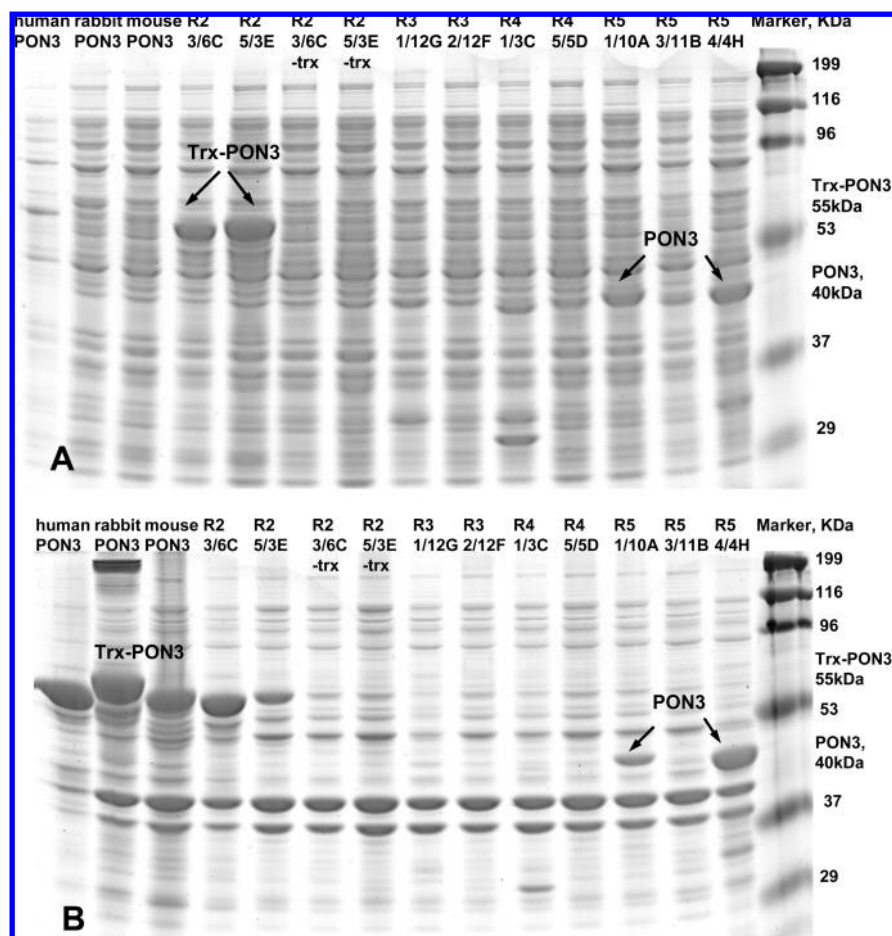 human rabbit mouse R2 R2 R2 R2 R3 R3 R4 R4 R5 R5 R5 Marker, KDa
PON3 PON3 PON3 3/6C 5/3E 3/6C 5/3E 1/12G 2/12F 1/3C 5/5D 1/10A 3/11B 4/4H
-trx -trx
199
116
96
Trx-PON3
Trx-PON3
55kDa
53
PON3
PON3,
40kDa
37
29
A
human rabbit mouse R2 R2 R2 R2 R3 R3 R4 R4 R5 R5 R5 Marker, KDa
PON3 PON3 PON3 3/6C 5/3E 3/6C 5/3E 1/12G 2/12F 1/3C 5/5D 1/10A 3/11B 4/4H
-trx -trx
199
116
96
Trx-PON3
Trx-PON3
55kDa
53
PON3
PON3,
40kDa
37
29
B